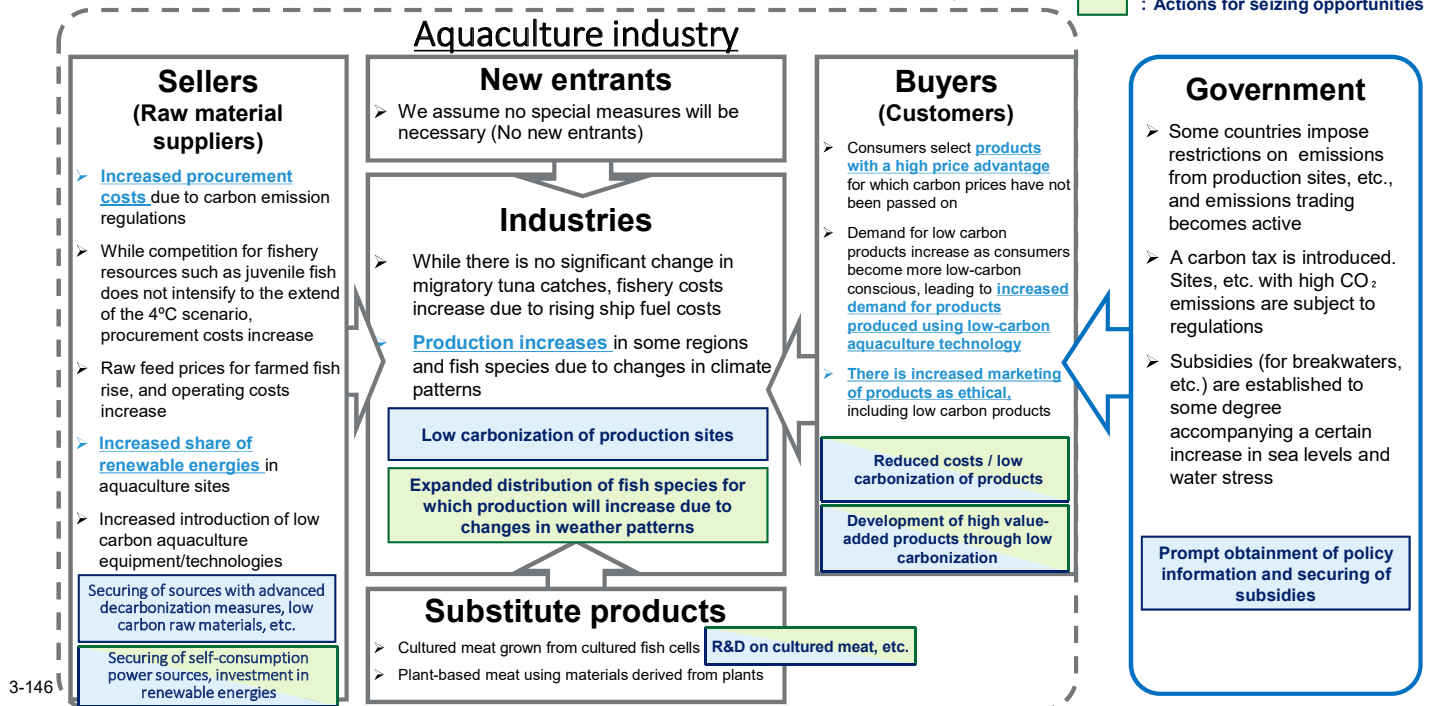 : Actions for seizing opportunities
Aquaculture industry
Sellers
(Raw material
suppliers)
➢ Increased procurement
costs due to carbon emission
regulations
➢ While competition for fishery
resources such as juvenile fish
does not intensify to the extend
of the 4ºC scenario,
procurement costs increase
➢ Raw feed prices for farmed fish
rise, and operating costs
increase
➢ Increased share of
renewable energies in
aquaculture sites
➢ Increased introduction of low
carbon aquaculture
equipment/technologies
Securing of sources with advanced
decarbonization measures, low
carbon raw materials, etc.
Securing of self-consumption
power sources, investment in
renewable energies
New entrants
➢ We assume no special measures will be
necessary (No new entrants)
Industries
➢ While there is no significant change in
migratory tuna catches, fishery costs
increase due to rising ship fuel costs
➢ Production increases in some regions
and fish species due to changes in climate
patterns
Low carbonization of production sites
Expanded distribution of fish species for
which production will increase due to
changes in weather patterns
Substitute products
➢ Cultured meat grown from cultured fish cells
R&D on cultured meat, etc.
➢ Plant-based meat using materials derived from plants
Buyers
(Customers)
➢ Consumers select products
with a high price advantage
for which carbon prices have not
been passed on
➢ Demand for low carbon
products increase as consumers
become more low-carbon
conscious, leading to increased
demand for products
produced using low-carbon
aquaculture technology
➢ There is increased marketing
of products as ethical,
including low carbon products
Reduced costs / low
carbonization of products
Development of high value-
added products through low
carbonization
Government
➢ Some countries impose
restrictions on emissions
from production sites, etc.,
and emissions trading
becomes active
➢ A carbon tax is introduced.
Sites, etc. with high CO₂
emissions are subject to
regulations
➢ Subsidies (for breakwaters,
etc.) are established to
some degree
accompanying a certain
increase in sea levels and
water stress
Prompt obtainment of policy
information and securing of
subsidies
3-146